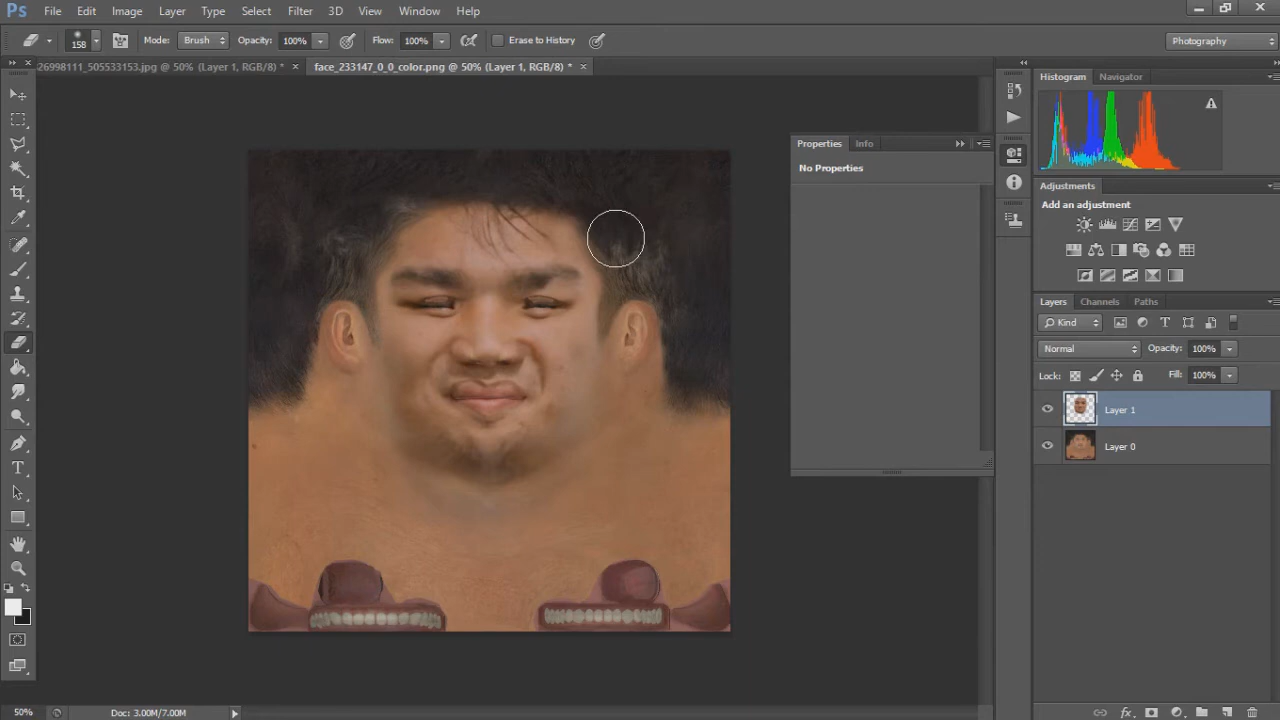 Ps File Edit Image Layer Type Select Filter 3D View Window Help
158 Mode: Brush Opacity: 100% Flow: 100% Erase to History Photography
26998111_505533153.jpg @ 50% (Layer 1, RGB/8) * × face_233147_0_0_color.png @ 50% (Layer 1, RGB/8) * ×
Histogram Navigator
Properties Info
No Properties
Adjustments
Add an adjustment
Layers Channels Paths
Kind
Normal Opacity: 100%
Lock: Fill: 100%
Layer 1
Layer 0
T
50% Doc: 3.00M/7.00M